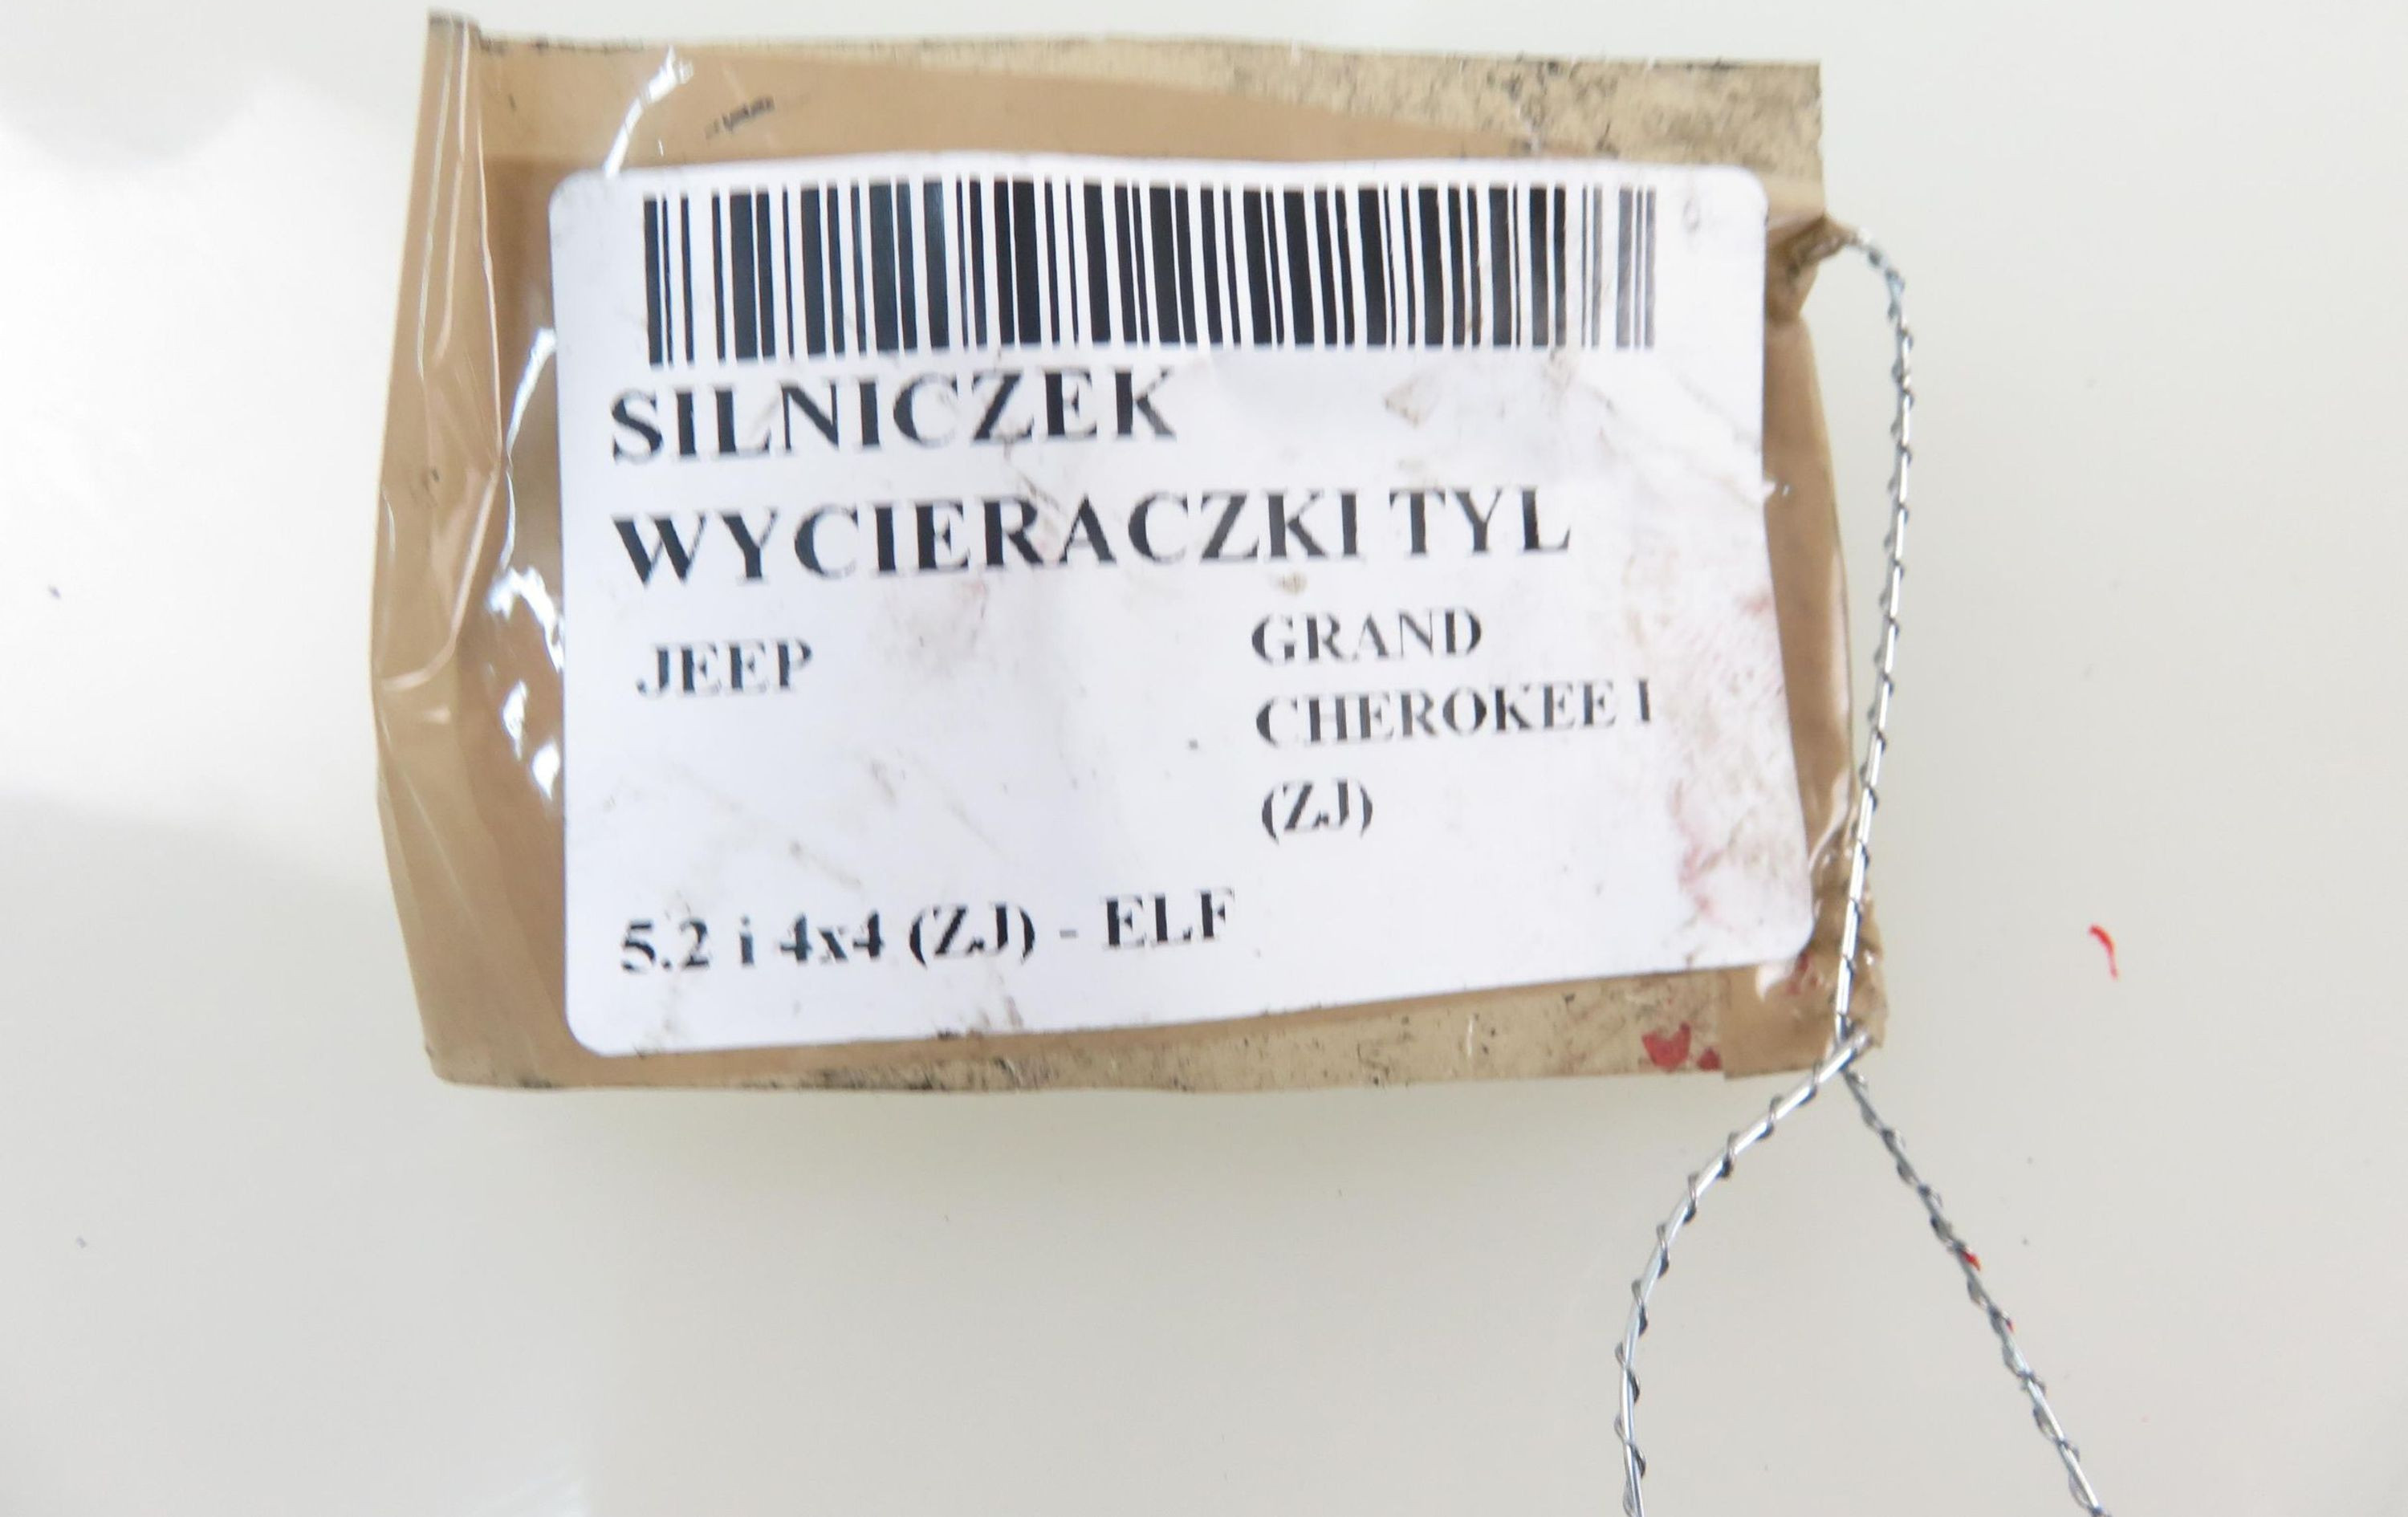 SILNICZEK
WYCIERACZKI TYL
JEEP
GRAND
CHEROKEE I
(ZJ)
5.2 i 4x4 (ZJ) - ELF